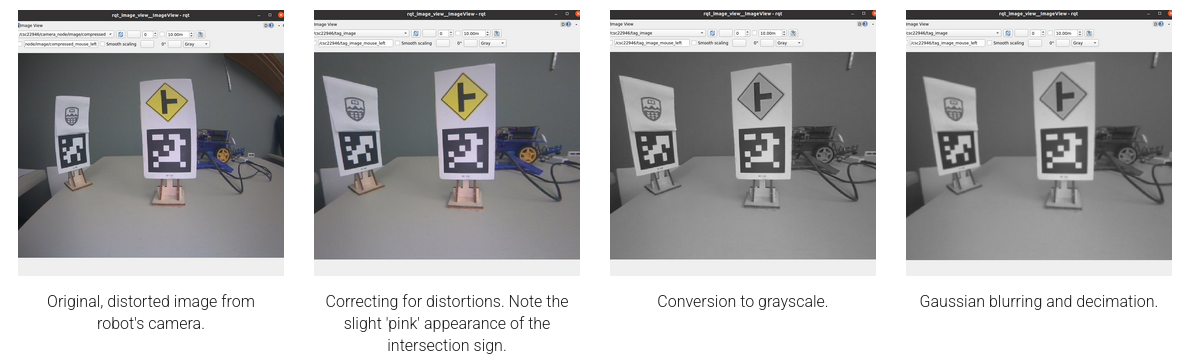 rqt_image_view__ImageView - rqt
rqt_image_view__ImageView - rqt
rqt_image_view__ImageView - rqt
rqt_image_view__ImageView - rqt
Image View
Image View
Image View
Image View
/csc22946/camera_node/image/compressed
0
10.00m
/csc22946/tag_image
0
10.00m
/csc22946/tag_image
0
10.00m
/csc22946/tag_image
0
10.00m
node/image/compressed_mouse_left
Smooth scaling
0°
Gray
/csc22946/tag_image_mouse_left
Smooth scaling
0°
Gray
/csc22946/tag_image_mouse_left
Smooth scaling
0°
Gray
/csc22946/tag_image_mouse_left
Smooth scaling
0°
Gray
Original, distorted image from
robot's camera.
Correcting for distortions. Note the
slight 'pink' appearance of the
intersection sign.
Conversion to grayscale.
Gaussian blurring and decimation.